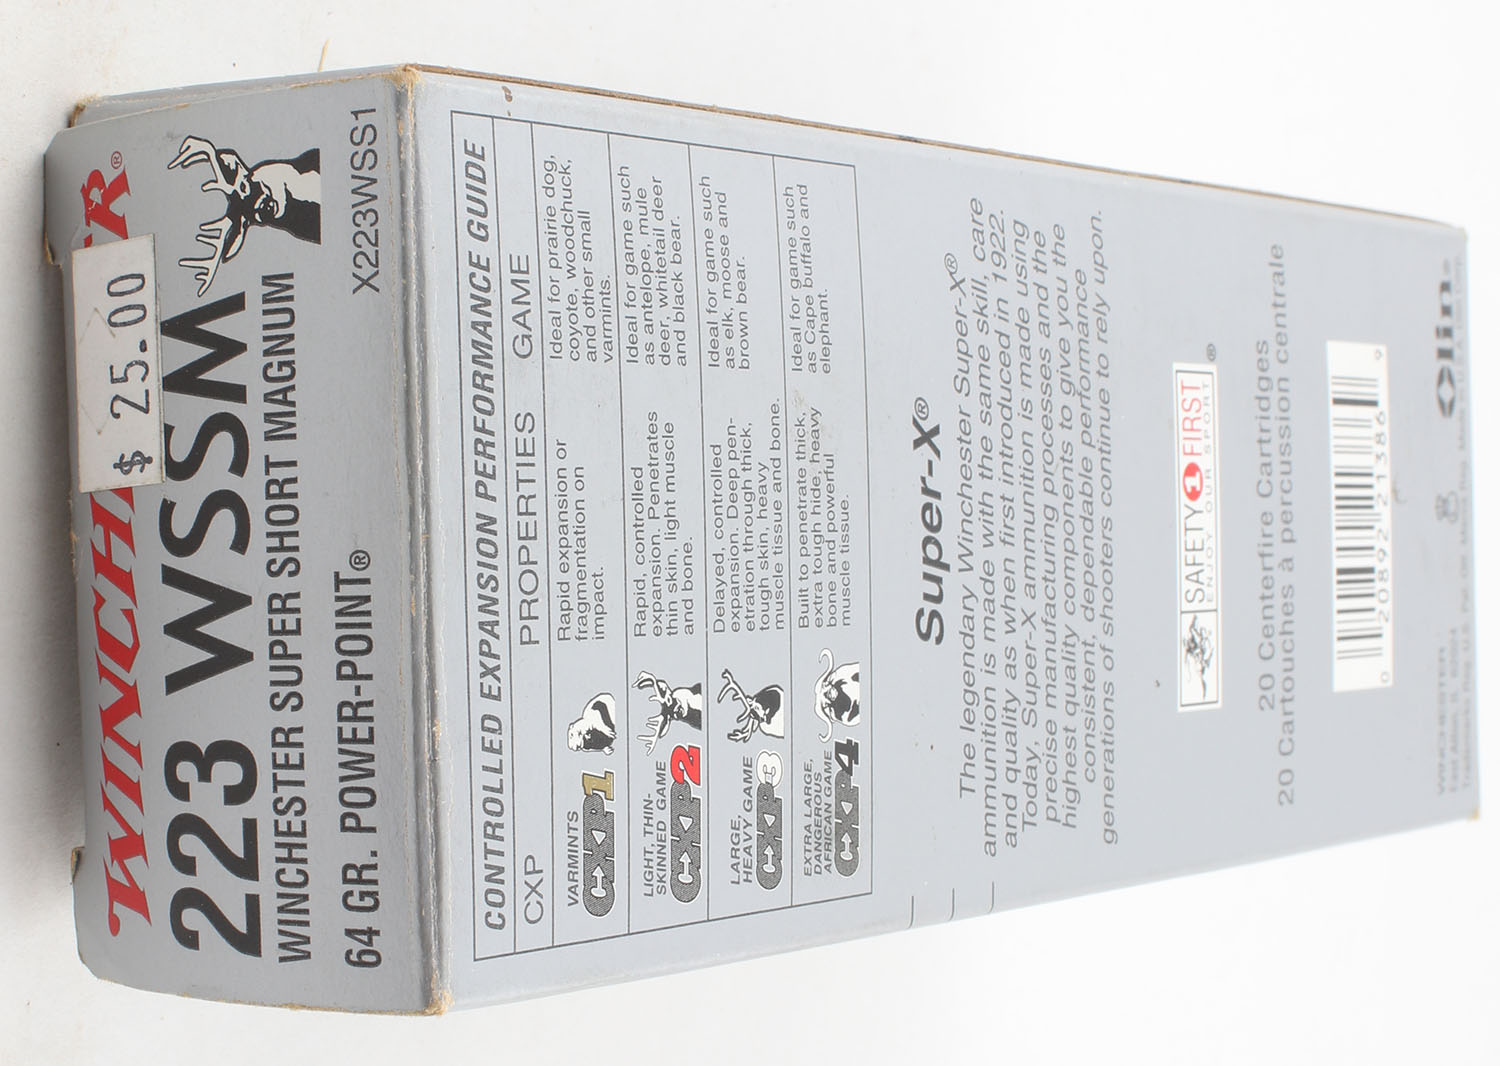 WINCH R®
$ 25.00
223 WSSM
WINCHESTER SUPER SHORT MAGNUM
64 GR. POWER-POINT®
X223WSS1
CONTROLLED EXPANSION PERFORMANCE GUIDE
CXP PROPERTIES GAME
VARMINTS
CXP1
Rapid expansion or
fragmentation on
impact.
Ideal for prairie dog,
coyote, woodchuck,
and other small
varmints.
LIGHT, THIN-
SKINNED GAME
CXP2
Rapid, controlled
expansion. Penetrates
thin skin, light muscle
and bone.
Ideal for game such
as antelope, mule
deer, whitetail deer
and black bear.
LARGE,
HEAVY GAME
CXP3
Delayed, controlled
expansion. Deep pen-
etration through thick,
tough skin, heavy
muscle tissue and bone.
Ideal for game such
as elk, moose and
brown bear.
EXTRA LARGE,
DANGEROUS
AFRICAN GAME
CXP4
Built to penetrate thick,
extra tough hide, heavy
bone and powerful
muscle tissue.
Ideal for game such
as Cape buffalo and
elephant.
Super-X®
The legendary Winchester Super-X®
ammunition is made with the same skill, care
and quality as when first introduced in 1922.
Today, Super-X ammunition is made using
precise manufacturing processes and the
highest quality components to give you the
consistent, dependable performance
generations of shooters continue to rely upon.
SAFETY 1 FIRST
ENJOY OUR SPORT ®
20 Centerfire Cartridges
20 Cartouches à percussion centrale
0 20892 21386 9
WINCHESTER
Olin®